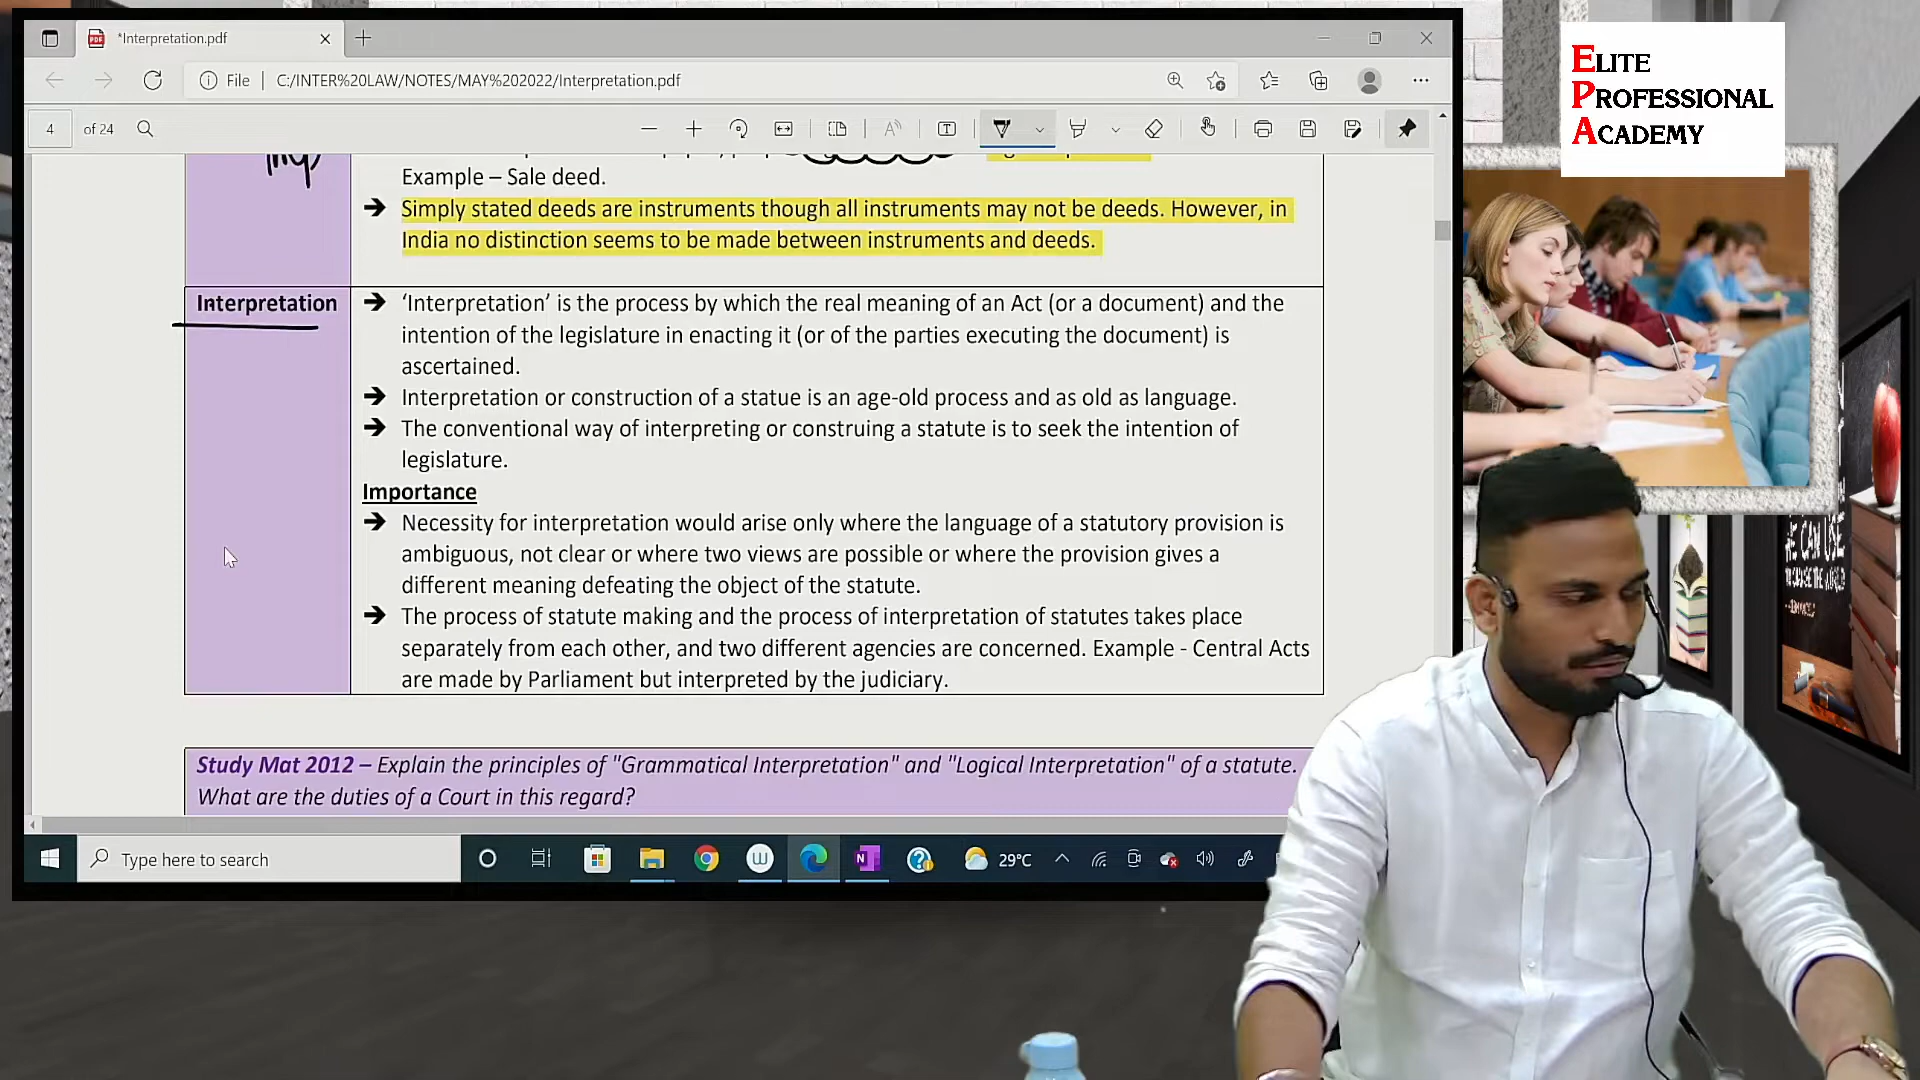 *Interpretation.pdf
File
C:/INTER%20LAW/NOTES/MAY%202022/Interpretation.pdf
4 of 24
Example – Sale deed.
➔ Simply stated deeds are instruments though all instruments may not be deeds. However, in
India no distinction seems to be made between instruments and deeds.
Interpretation
➔ ‘Interpretation’ is the process by which the real meaning of an Act (or a document) and the
intention of the legislature in enacting it (or of the parties executing the document) is
ascertained.
➔ Interpretation or construction of a statue is an age-old process and as old as language.
➔ The conventional way of interpreting or construing a statute is to seek the intention of
legislature.
Importance
➔ Necessity for interpretation would arise only where the language of a statutory provision is
ambiguous, not clear or where two views are possible or where the provision gives a
different meaning defeating the object of the statute.
➔ The process of statute making and the process of interpretation of statutes takes place
separately from each other, and two different agencies are concerned. Example - Central Acts
are made by Parliament but interpreted by the judiciary.
Study Mat 2012 – Explain the principles of "Grammatical Interpretation" and "Logical Interpretation" of a statute.
What are the duties of a Court in this regard?
Type here to search
29°C
ELITE
PROFESSIONAL
ACADEMY